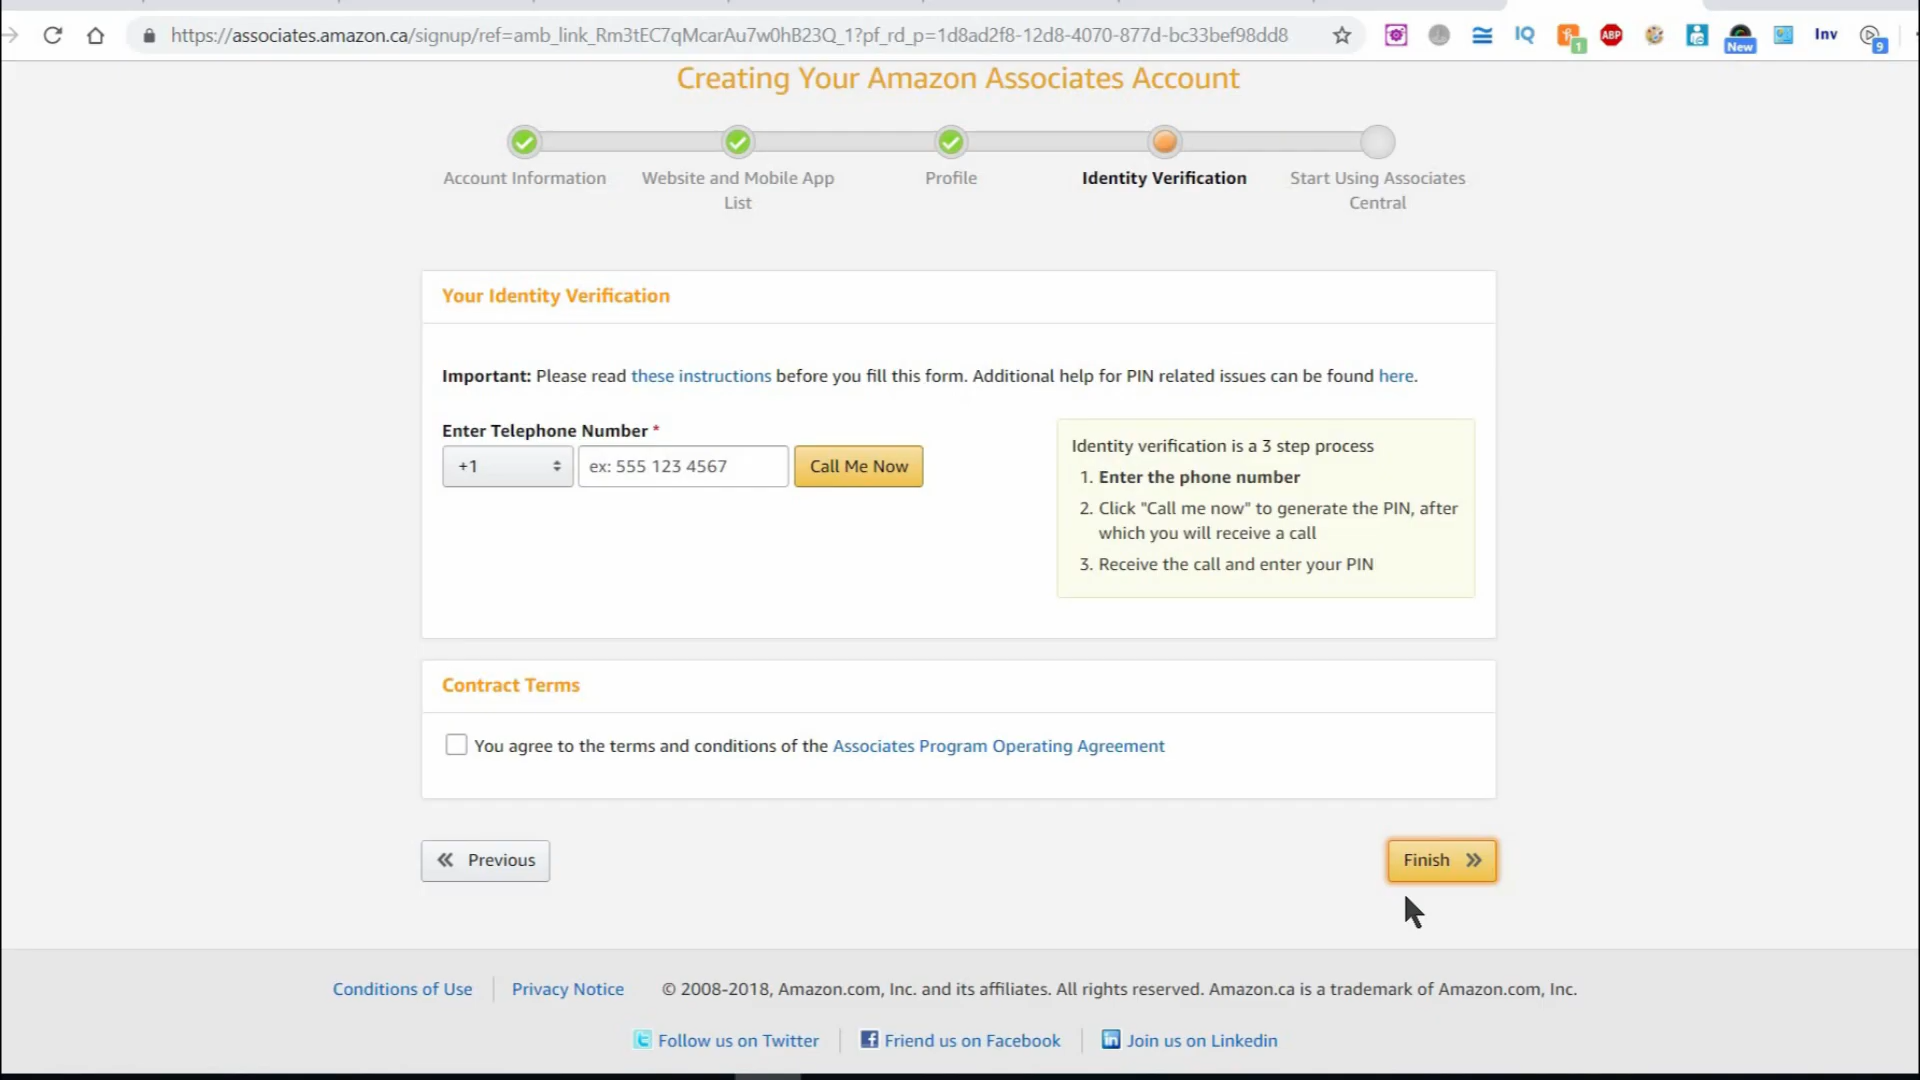 https://associates.amazon.ca/signup/ref=amb_link_Rm3tEC7qMcarAu7w0hB23Q_1?pf_rd_p=1d8ad2f8-12d8-4070-877d-bc33bef98dd8
IQ 1 ABP New Inv 9
Creating Your Amazon Associates Account
Account Information Website and Mobile App Profile Identity Verification Start Using Associates
List Central
Your Identity Verification
Important: Please read these instructions before you fill this form. Additional help for PIN related issues can be found here.
Enter Telephone Number *
+1 ex: 555 123 4567 Call Me Now
Identity verification is a 3 step process
1. Enter the phone number
2. Click "Call me now" to generate the PIN, after
which you will receive a call
3. Receive the call and enter your PIN
Contract Terms
You agree to the terms and conditions of the Associates Program Operating Agreement
Previous
Finish
Conditions of Use Privacy Notice © 2008-2018, Amazon.com, Inc. and its affiliates. All rights reserved. Amazon.ca is a trademark of Amazon.com, Inc.
Follow us on Twitter Friend us on Facebook Join us on Linkedin